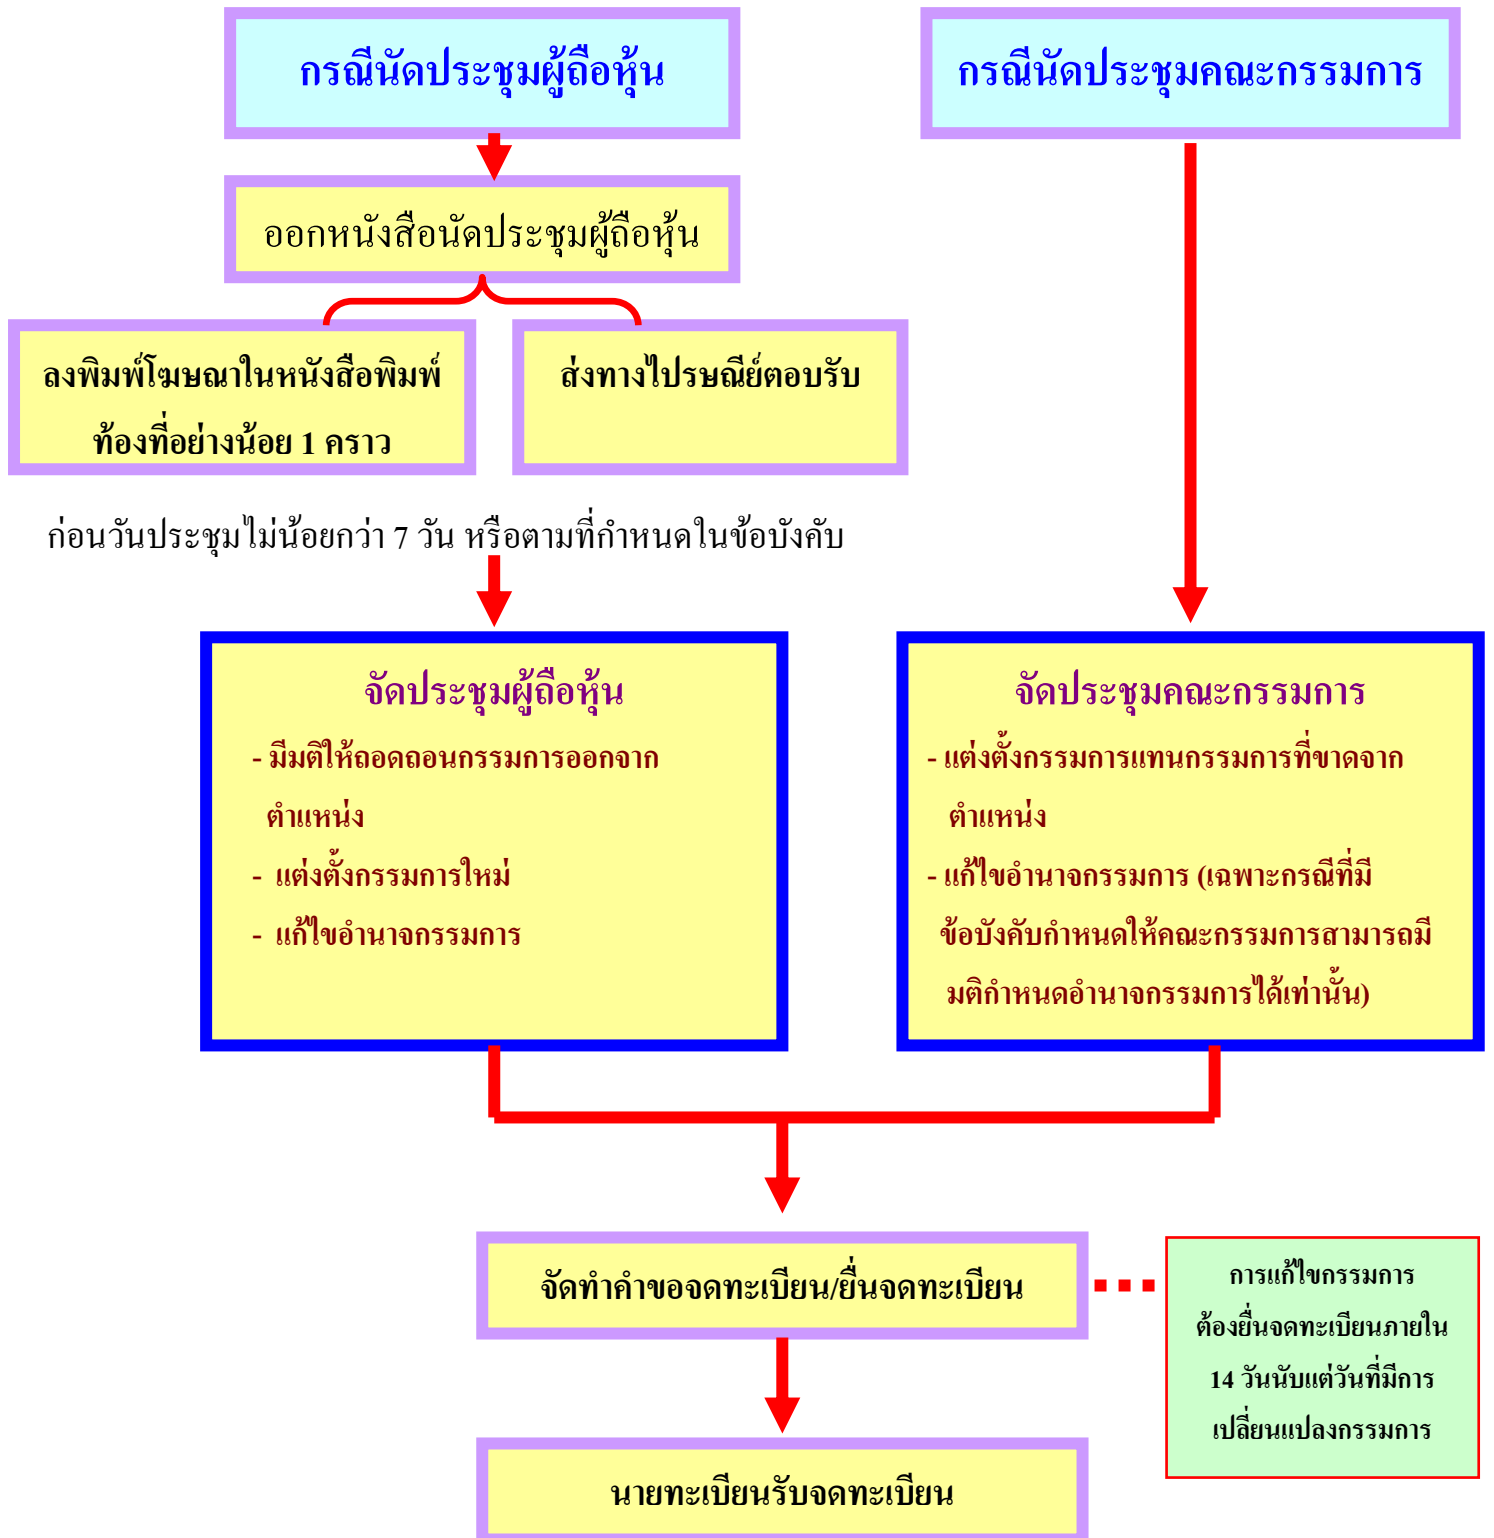 กรณีนัดประชุมผู้ถือหุ้น
กรณีนัดประชุมคณะกรรมการ
ออกหนังสือนัดประชุมผู้ถือหุ้น
ลงพิมพ์โฆษณาในหนังสือพิมพ์
ท้องที่อย่างน้อย 1 คราว
ส่งทางไปรษณีย์ตอบรับ
ก่อนวันประชุมไม่น้อยกว่า 7 วัน หรือตามที่กำหนดในข้อบังคับ
จัดประชุมผู้ถือหุ้น
- มีมติให้ถอดถอนกรรมการออกจาก
ตำแหน่ง
- แต่งตั้งกรรมการใหม่
- แก้ไขอำนาจกรรมการ
จัดประชุมคณะกรรมการ
- แต่งตั้งกรรมการแทนกรรมการที่ขาดจาก
ตำแหน่ง
- แก้ไขอำนาจกรรมการ (เฉพาะกรณีที่มี
ข้อบังคับกำหนดให้คณะกรรมการสามารถมี
มติกำหนดอำนาจกรรมการได้เท่านั้น)
จัดทำคำขอจดทะเบียน/ยื่นจดทะเบียน
การแก้ไขกรรมการ
ต้องยื่นจดทะเบียนภายใน
14 วันนับแต่วันที่มีการ
เปลี่ยนแปลงกรรมการ
นายทะเบียนรับจดทะเบียน